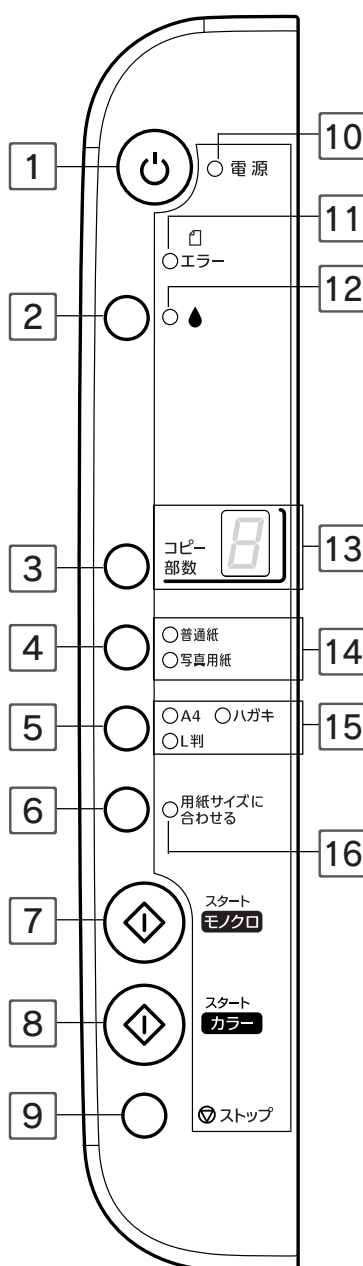 10
1
電源
11
エラー
12
2
コピー
部数
8
13
3
普通紙
写真用紙
4
14
A4 ハガキ
L判
5
15
用紙サイズに
合わせる
6
16
スタート
モノクロ
7
スタート
カラー
8
9
ストップ